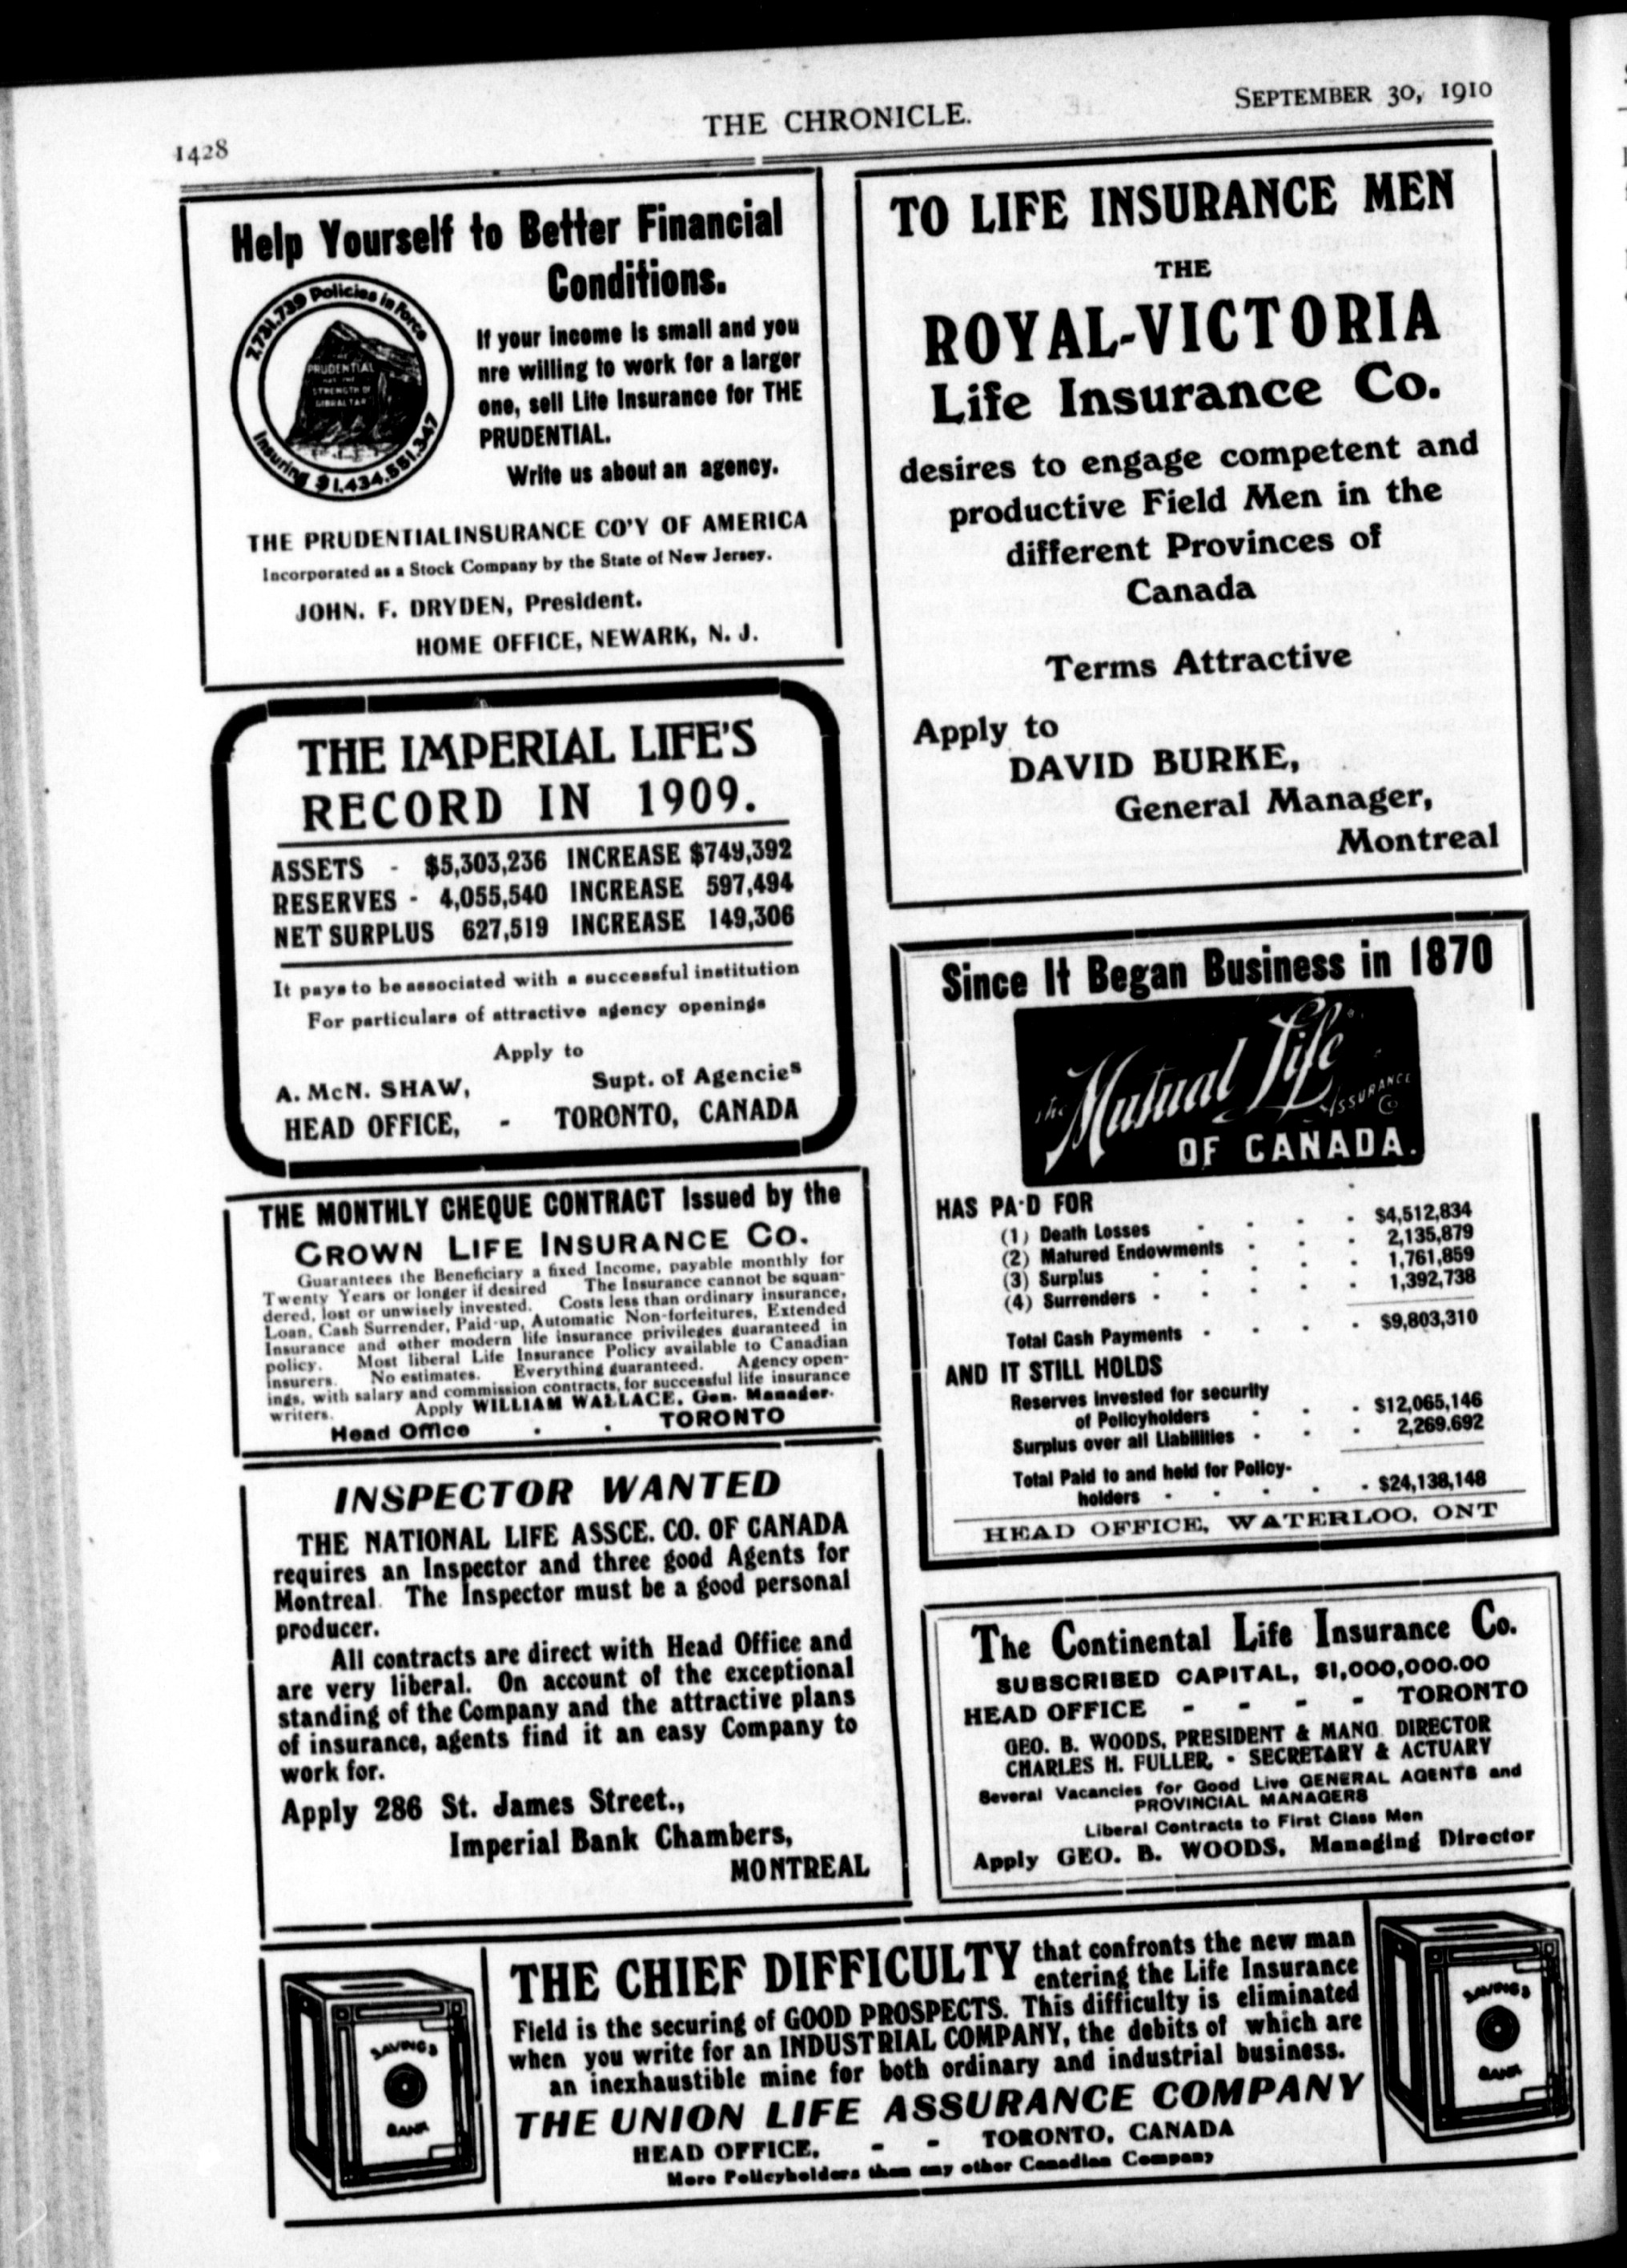 1428
THE CHRONICLE.
SEPTEMBER 30, 1910
Help Yourself to Better Financial
Conditions.
7,731,739 Policies in Force
PRUDENTIAL
HAS THE
STRENGTH OF
GIBRALTAR
Insuring $1,434,551,347
If your income is small and you
nre willing to work for a larger
one, sell Life Insurance for THE
PRUDENTIAL.
Write us about an agency.
THE PRUDENTIAL INSURANCE CO'Y OF AMERICA
Incorporated as a Stock Company by the State of New Jersey.
JOHN. F. DRYDEN, President.
HOME OFFICE, NEWARK, N. J.
THE IMPERIAL LIFE'S
RECORD IN 1909.
ASSETS - $5,303,236 INCREASE $749,392
RESERVES - 4,055,540 INCREASE 597,494
NET SURPLUS 627,519 INCREASE 149,306
It pays to be associated with a successful institution
For particulars of attractive agency openings
Apply to
A. McN. SHAW, Supt. of Agencies
HEAD OFFICE, - TORONTO, CANADA
THE MONTHLY CHEQUE CONTRACT Issued by the
CROWN LIFE INSURANCE CO.
Guarantees the Beneficiary a fixed Income, payable monthly for
Twenty Years or longer if desired The Insurance cannot be squan-
dered, lost or unwisely invested. Costs less than ordinary insurance.
Loan, Cash Surrender, Paid-up, Automatic Non-forfeitures, Extended
Insurance and other modern life insurance privileges guaranteed in
policy. Most liberal Life Insurance Policy available to Canadian
insurers. No estimates. Everything guaranteed. Agency open-
ings, with salary and commission contracts, for successful life insurance
writers. Apply WILLIAM WALLACE, Gen. Manager.
Head Office . . TORONTO
INSPECTOR WANTED
THE NATIONAL LIFE ASSCE. CO. OF CANADA
requires an Inspector and three good Agents for
Montreal. The Inspector must be a good personal
producer.
All contracts are direct with Head Office and
are very liberal. On account of the exceptional
standing of the Company and the attractive plans
of insurance, agents find it an easy Company to
work for.
Apply 286 St. James Street.,
Imperial Bank Chambers,
MONTREAL
TO LIFE INSURANCE MEN
THE
ROYAL-VICTORIA
Life Insurance Co.
desires to engage competent and
productive Field Men in the
different Provinces of
Canada
Terms Attractive
Apply to
DAVID BURKE,
General Manager,
Montreal
Since It Began Business in 1870
The Mutual Life
ASSURANCE Co
OF CANADA.
HAS PA·D FOR
(1) Death Losses - - - - $4,512,834
(2) Matured Endowments - - - 2,135,879
(3) Surplus - - - - - 1,761,859
(4) Surrenders - - - - - 1,392,738
Total Cash Payments - - - - $9,803,310
AND IT STILL HOLDS
Reserves Invested for security
of Policyholders - - - $12,065,146
Surplus over all Liabilities - - - 2,269.692
Total Paid to and held for Policy-
holders - - - - - $24,138,148
HEAD OFFICE, WATERLOO, ONT
The Continental Life Insurance Co.
SUBSCRIBED CAPITAL, $1,000,000.00
HEAD OFFICE - - - - TORONTO
GEO. B. WOODS, PRESIDENT & MANG. DIRECTOR
CHARLES H. FULLER, - SECRETARY & ACTUARY
Several Vacancies for Good Live GENERAL AGENTS and
PROVINCIAL MANAGERS
Liberal Contracts to First Class Men
Apply GEO. B. WOODS, Managing Director
SAVINGS
BANK
THE CHIEF DIFFICULTY that confronts the new man
entering the Life Insurance
Field is the securing of GOOD PROSPECTS. This difficulty is eliminated
when you write for an INDUSTRIAL COMPANY, the debits of which are
an inexhaustible mine for both ordinary and industrial business.
THE UNION LIFE ASSURANCE COMPANY
HEAD OFFICE, - - TORONTO, CANADA
More Policyholders than any other Canadian Company
SAVINGS
BANK